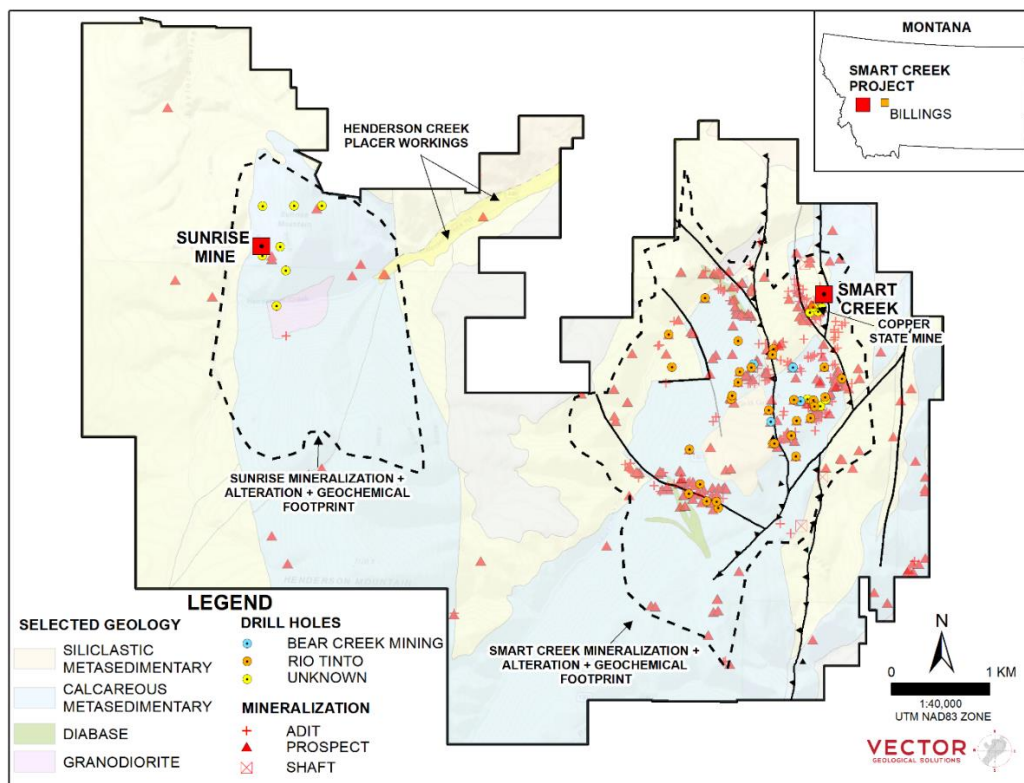 MONTANA
SMART CREEK
PROJECT
BILLINGS
HENDERSON CREEK
PLACER WORKINGS
SUNRISE
MINE
SMART
CREEK
COPPER
STATE MINE
SUNRISE MINERALIZATION +
ALTERATION + GEOCHEMICAL
FOOTPRINT
SMART CREEK MINERALIZATION +
ALTERATION + GEOCHEMICAL
FOOTPRINT
HENDERSON MOUNTAIN
LEGEND
SELECTED GEOLOGY
SILICLASTIC
METASEDIMENTARY
CALCAREOUS
METASEDIMENTARY
DIABASE
GRANODIORITE
DRILL HOLES
BEAR CREEK MINING
RIO TINTO
UNKNOWN
MINERALIZATION
ADIT
PROSPECT
SHAFT
N
0 1 KM
1:40,000
UTM NAD83 ZONE
VECTOR
GEOLOGICAL SOLUTIONS